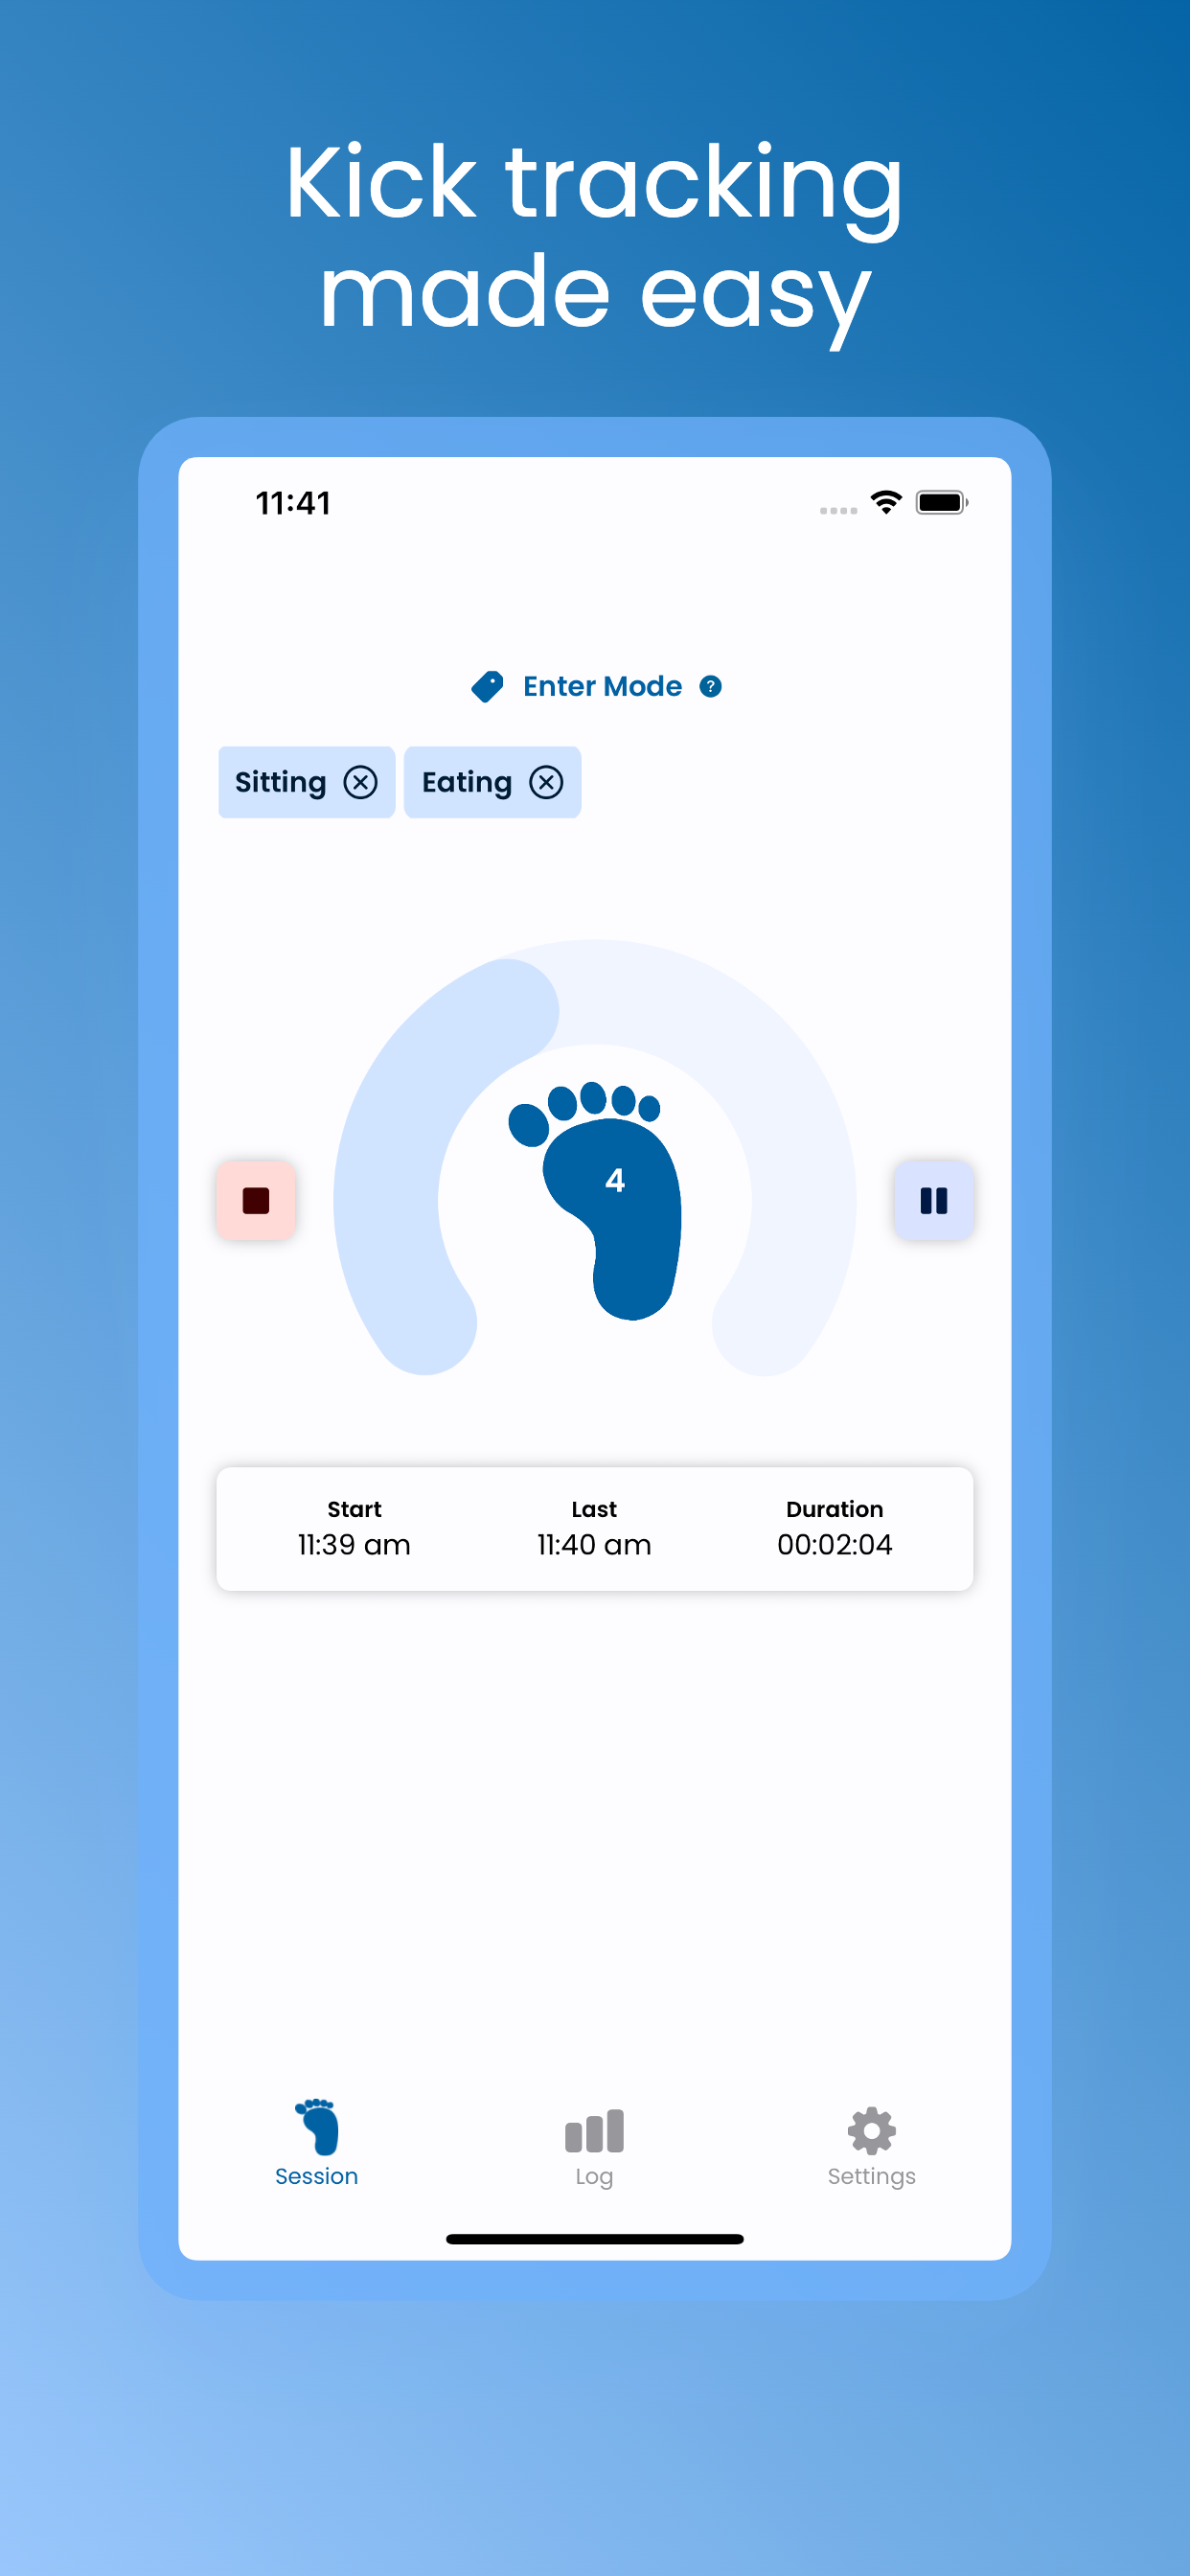 Kick tracking
made easy
11:41
Enter Mode ?
Sitting Eating
4
Start Last Duration
11:39 am 11:40 am 00:02:04
Session Log Settings